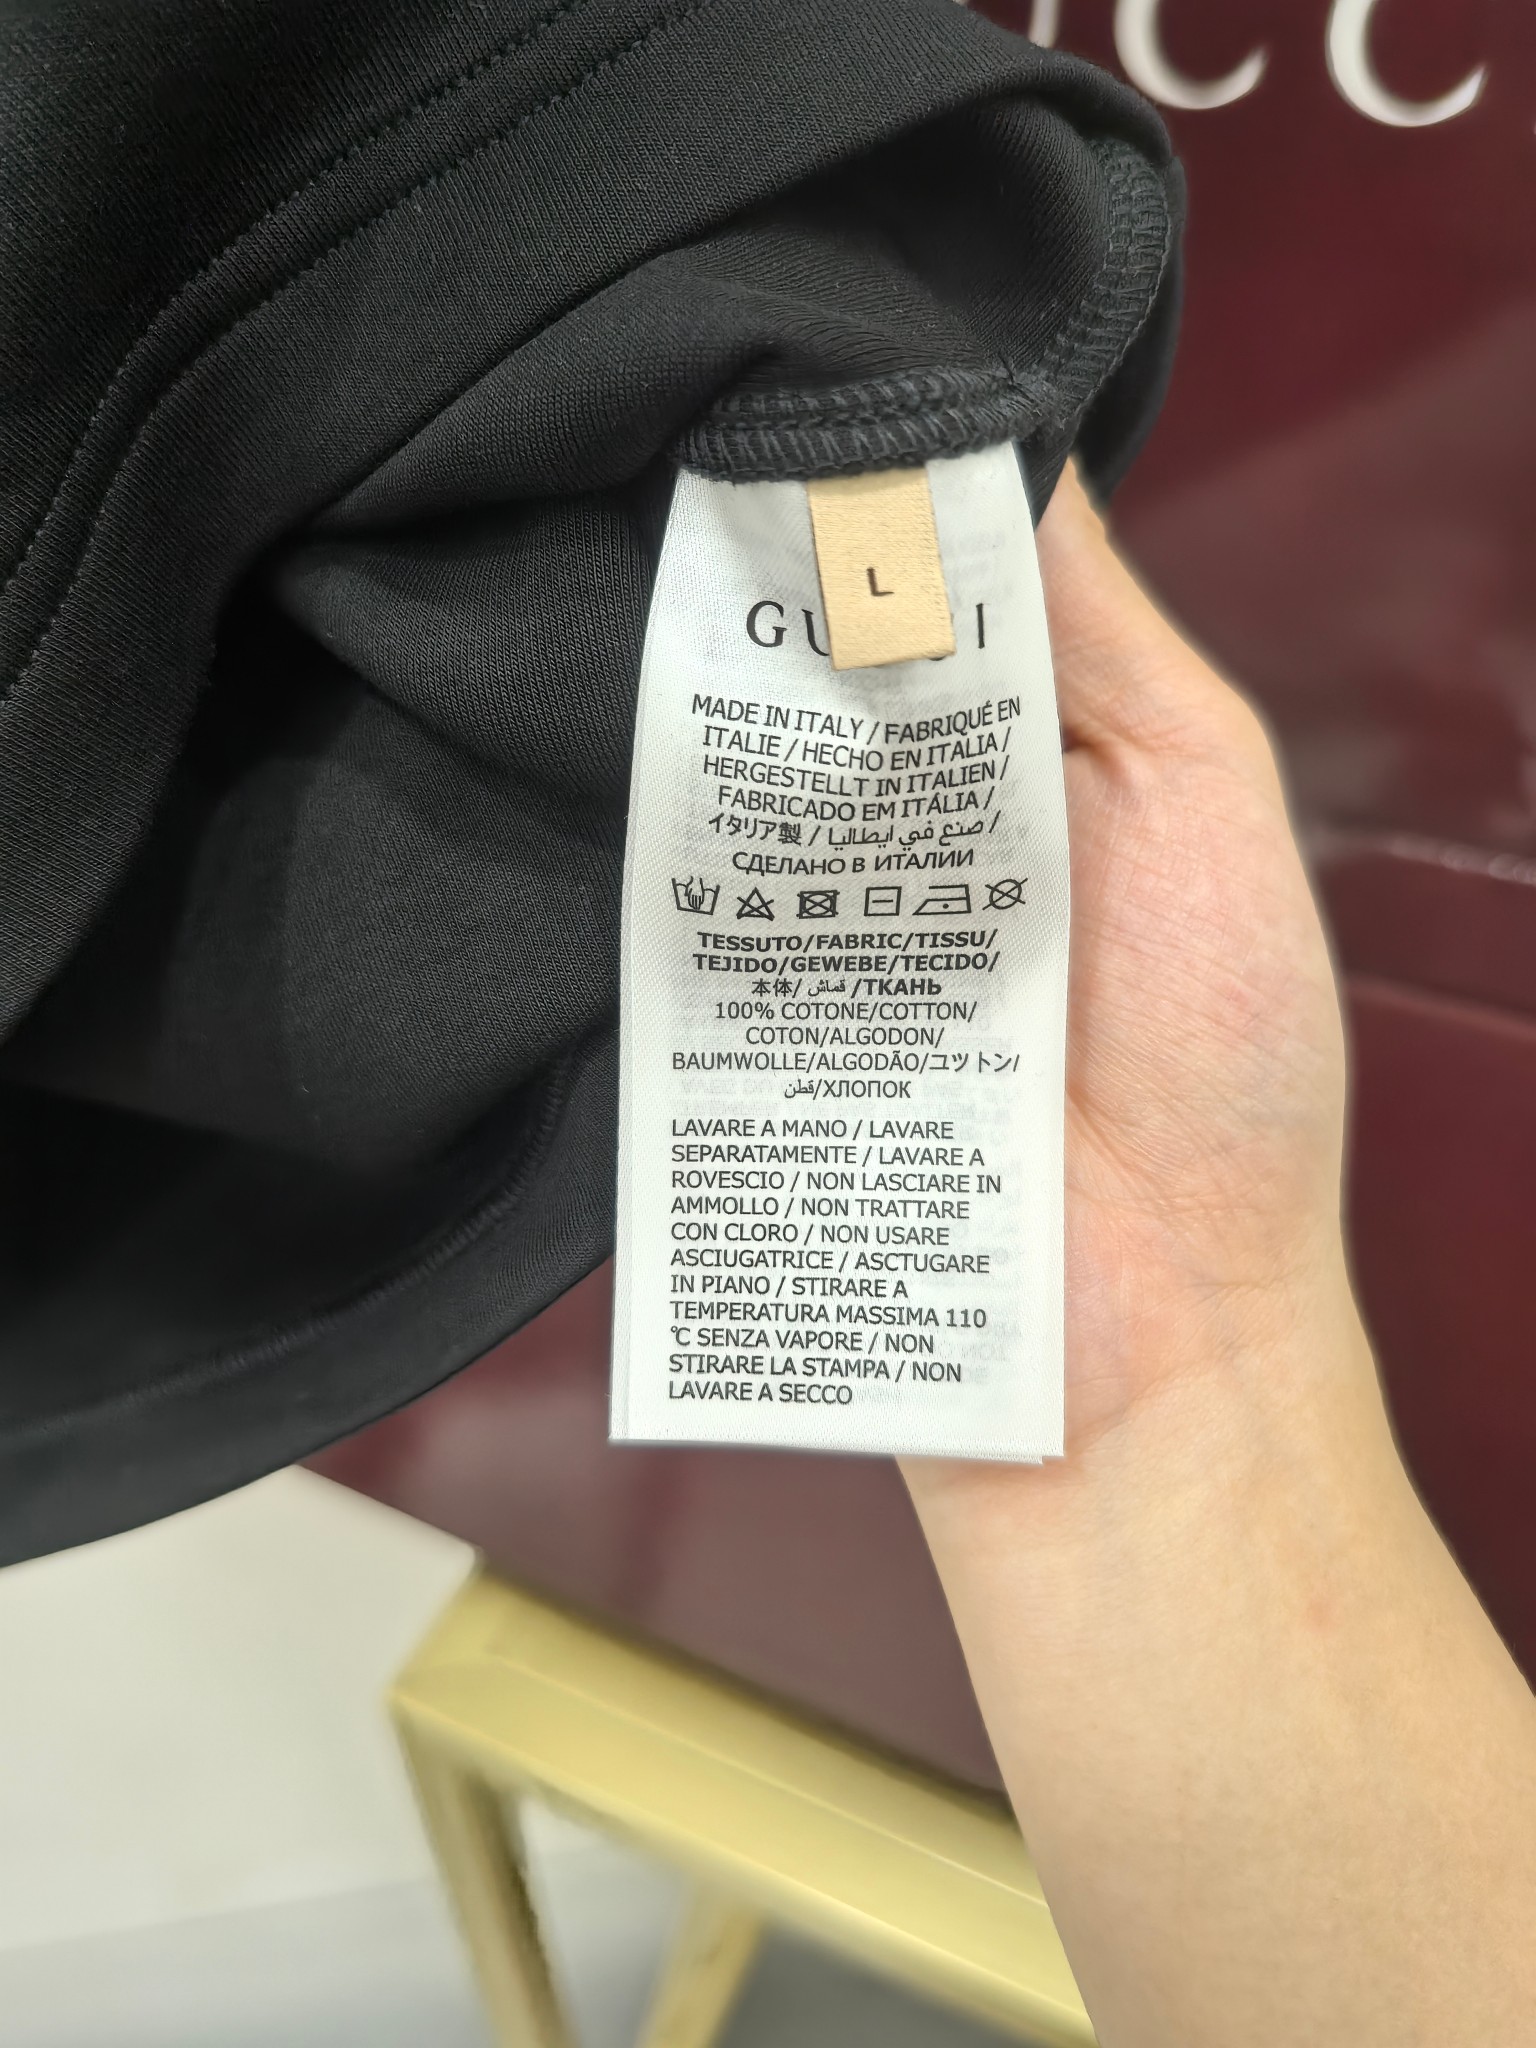 UCC
L
GUCCI
MADE IN ITALY / FABRIQUÉ EN
ITALIE / HECHO EN ITALIA /
HERGESTELLT IN ITALIEN /
FABRICADO EM ITÁLIA /
イタリア製 / صنع في ايطاليا /
СДЕЛАНО В ИТАЛИИ
TESSUTO/FABRIC/TISSU/
TEJIDO/GEWEBE/TECIDO/
本体/ قماش /ТКАНЬ
100% COTONE/COTTON/
COTON/ALGODON/
BAUMWOLLE/ALGODÃO/ユツトン/
قطن/ХЛОПОК
LAVARE A MANO / LAVARE
SEPARATAMENTE / LAVARE A
ROVESCIO / NON LASCIARE IN
AMMOLLO / NON TRATTARE
CON CLORO / NON USARE
ASCIUGATRICE / ASCTUGARE
IN PIANO / STIRARE A
TEMPERATURA MASSIMA 110
°C SENZA VAPORE / NON
STIRARE LA STAMPA / NON
LAVARE A SECCO